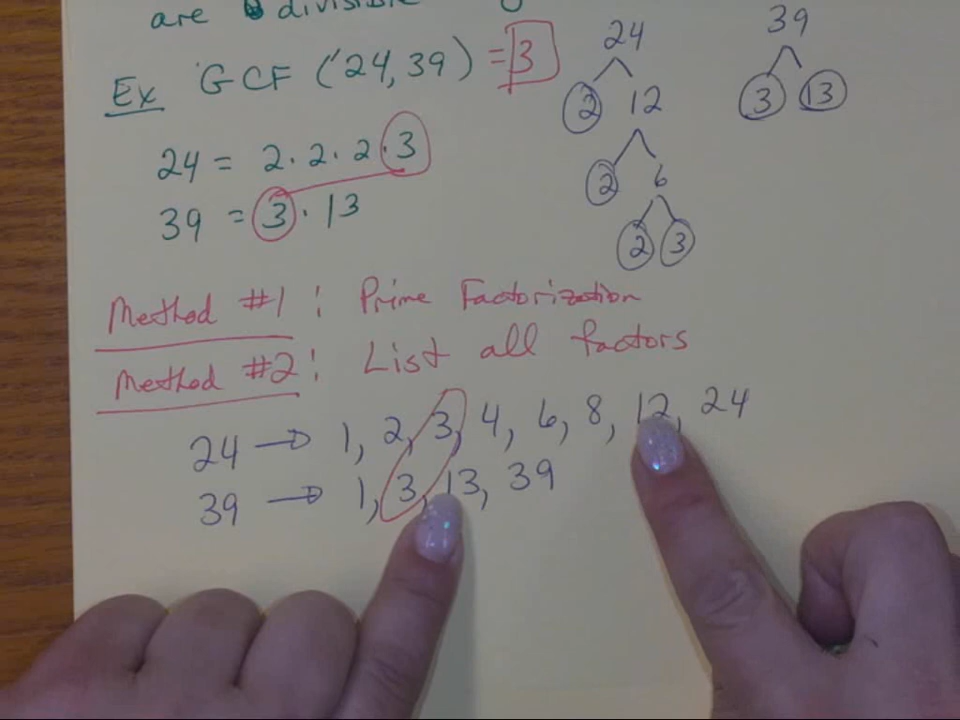 are divisible
Ex GCF (24, 39) = 3
24 = 2 · 2 · 2 · 3
39 = 3 · 13
24
2 12
2 6
2 3
39
3 13
Method #1 : Prime Factorization
Method #2 : List all factors
24 → 1, 2, 3, 4, 6, 8, 12, 24
39 → 1, 3, 13, 39